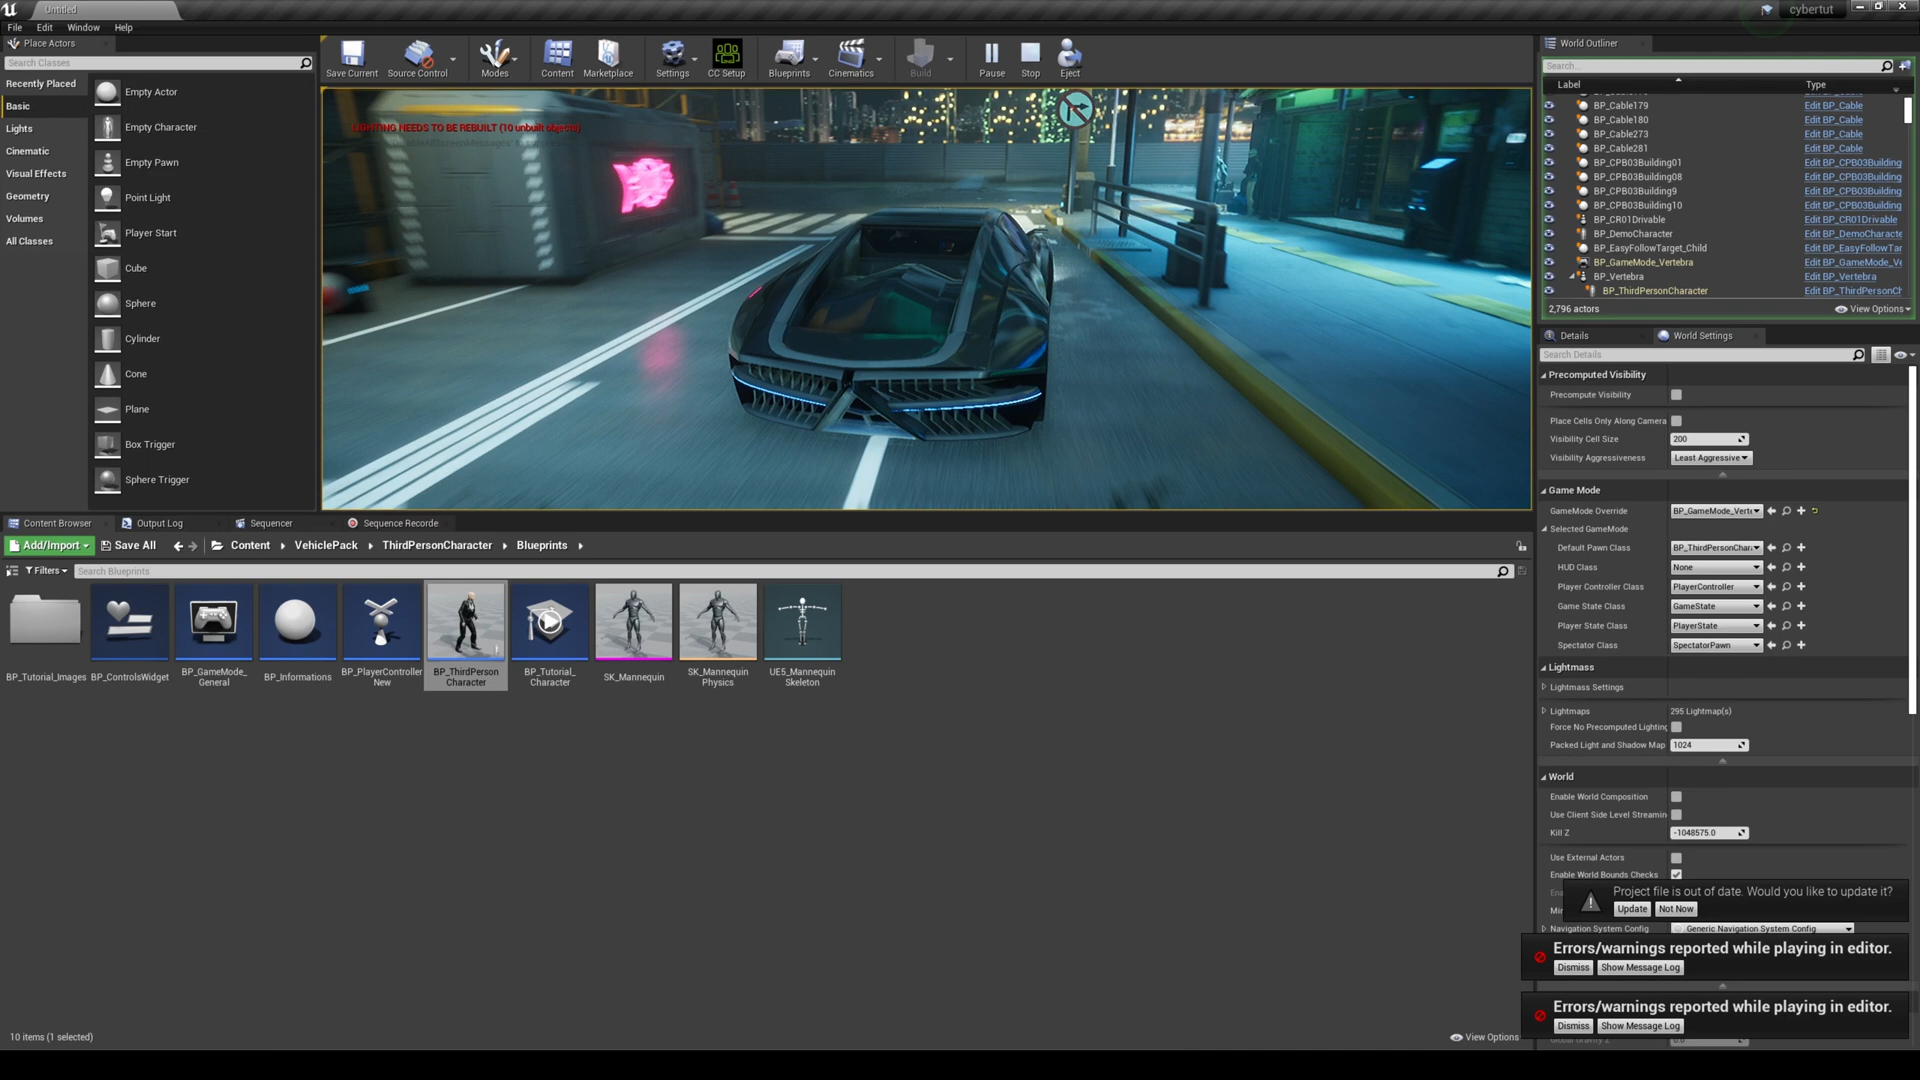 Untitled
cybertut
File Edit Window Help
Place Actors
Search Classes
Recently Placed
Basic
Lights
Cinematic
Visual Effects
Geometry
Volumes
All Classes
Empty Actor
Empty Character
Empty Pawn
Point Light
Player Start
Cube
Sphere
Cylinder
Cone
Plane
Box Trigger
Sphere Trigger
Save Current
Source Control
Modes
Content
Marketplace
Settings
CC Setup
Blueprints
Cinematics
Build
Pause
Stop
Eject
LIGHTING NEEDS TO BE REBUILT (10 unbuilt objects)
World Outliner
Search...
Label Type
BP_Cable179 Edit BP_Cable
BP_Cable180 Edit BP_Cable
BP_Cable273 Edit BP_Cable
BP_Cable281 Edit BP_Cable
BP_CPB03Building01 Edit BP_CPB03Building
BP_CPB03Building08 Edit BP_CPB03Building
BP_CPB03Building9 Edit BP_CPB03Building
BP_CPB03Building10 Edit BP_CPB03Building
BP_CR01Drivable Edit BP_CR01Drivable
BP_DemoCharacter Edit BP_DemoCharacte
BP_EasyFollowTarget_Child Edit BP_EasyFollowTar
BP_GameMode_Vertebra Edit BP_GameMode_Ve
BP_Vertebra Edit BP_Vertebra
BP_ThirdPersonCharacter Edit BP_ThirdPersonCh
2,796 actors View Options
Details World Settings
Search Details
Precomputed Visibility
Precompute Visibility
Place Cells Only Along Camera
Visibility Cell Size 200
Visibility Aggressiveness Least Aggressive
Game Mode
GameMode Override BP_GameMode_Verte
Selected GameMode
Default Pawn Class BP_ThirdPersonChar
HUD Class None
Player Controller Class PlayerController
Game State Class GameState
Player State Class PlayerState
Spectator Class SpectatorPawn
Lightmass
Lightmass Settings
Lightmaps 295 Lightmap(s)
Force No Precomputed Lighting
Packed Light and Shadow Map 1024
World
Enable World Composition
Use Client Side Level Streamin
Kill Z -1048575.0
Use External Actors
Enable World Bounds Checks
Project file is out of date. Would you like to update it?
Update Not Now
Navigation System Config Generic Navigation System Config
Errors/warnings reported while playing in editor.
Dismiss Show Message Log
Errors/warnings reported while playing in editor.
Dismiss Show Message Log
Global Gravity Z 0.0
Content Browser Output Log Sequencer Sequence Recorde
Add/Import Save All Content VehiclePack ThirdPersonCharacter Blueprints
Filters Search Blueprints
BP_Tutorial_Images
BP_ControlsWidget
BP_GameMode_
General
BP_Informations
BP_PlayerController
New
BP_ThirdPerson
Character
BP_Tutorial_
Character
SK_Mannequin
SK_Mannequin
Physics
UE5_Mannequin
Skeleton
10 items (1 selected) View Options